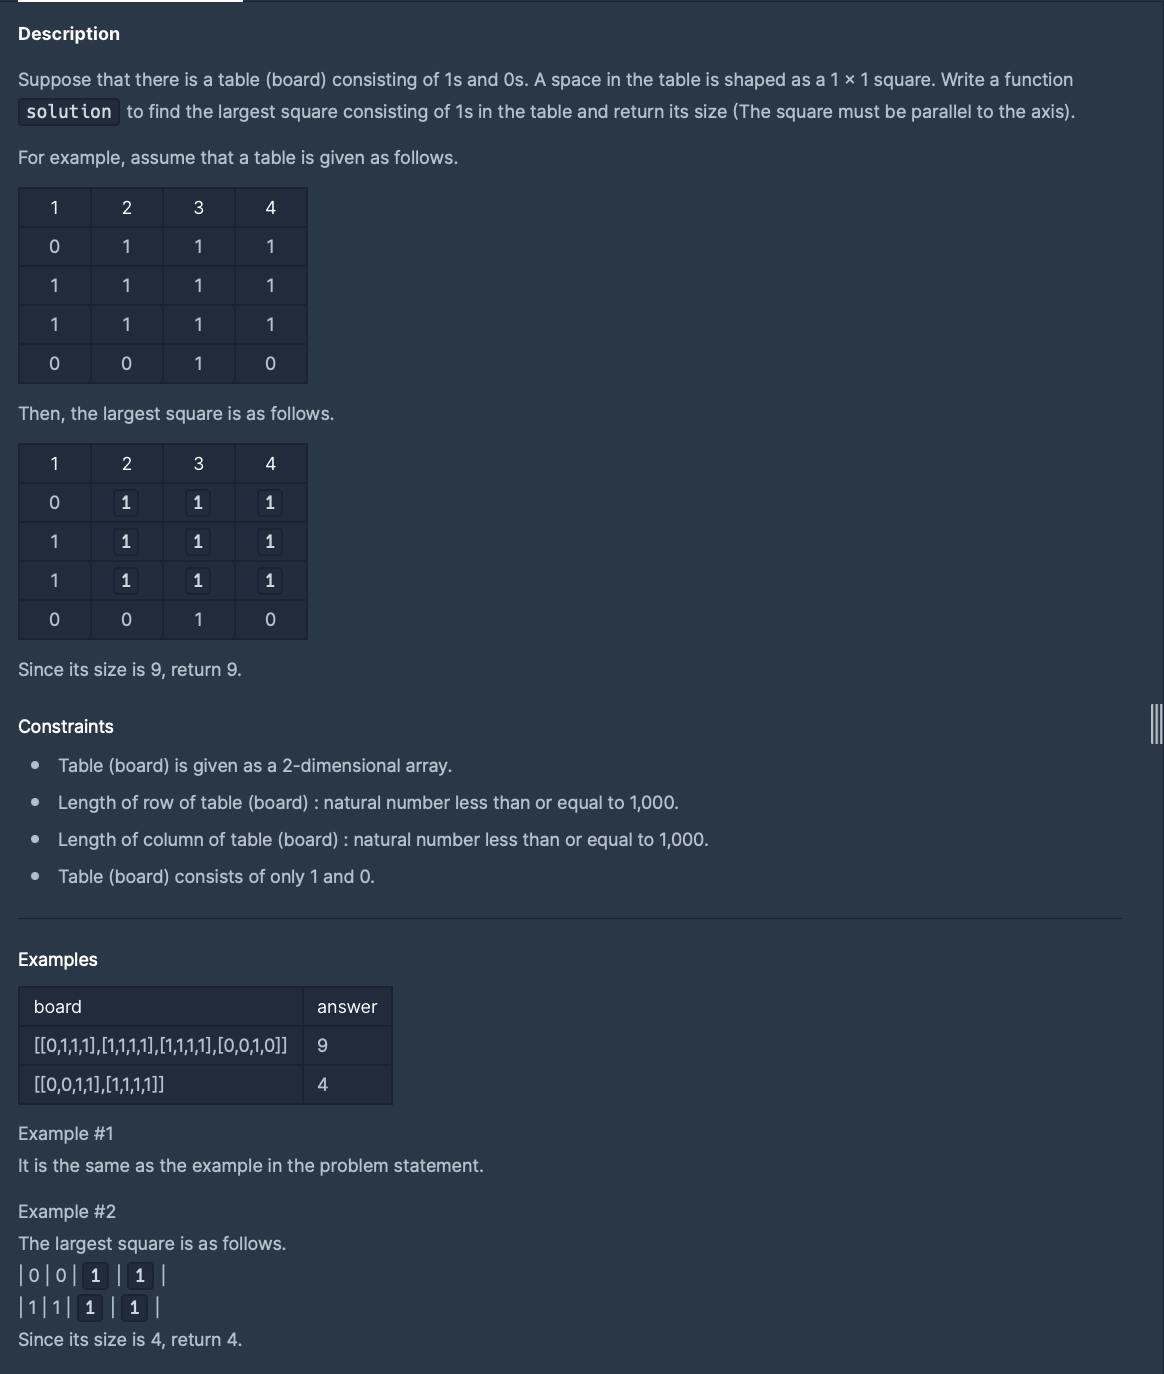 Description
Suppose that there is a table (board) consisting of 1s and 0s. A space in the table is shaped as a 1 × 1 square. Write a function
solution to find the largest square consisting of 1s in the table and return its size (The square must be parallel to the axis).
For example, assume that a table is given as follows.
1 2 3 4
0 1 1 1
1 1 1 1
1 1 1 1
0 0 1 0
Then, the largest square is as follows.
1 2 3 4
0 1 1 1
1 1 1 1
1 1 1 1
0 0 1 0
Since its size is 9, return 9.
Constraints
• Table (board) is given as a 2-dimensional array.
• Length of row of table (board) : natural number less than or equal to 1,000.
• Length of column of table (board) : natural number less than or equal to 1,000.
• Table (board) consists of only 1 and 0.
Examples
board answer
[[0,1,1,1],[1,1,1,1],[1,1,1,1],[0,0,1,0]] 9
[[0,0,1,1],[1,1,1,1]] 4
Example #1
It is the same as the example in the problem statement.
Example #2
The largest square is as follows.
| 0 | 0 | 1 | 1 |
| 1 | 1 | 1 | 1 |
Since its size is 4, return 4.